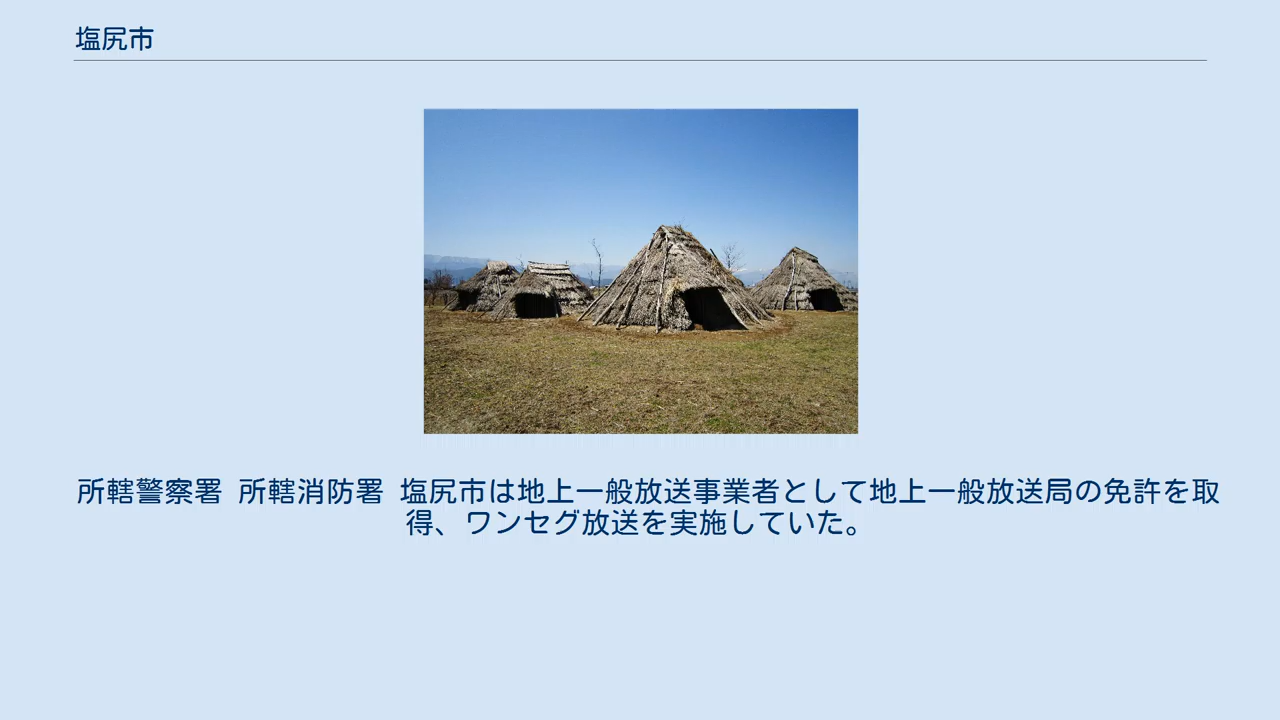 塩尻市
所轄警察署 所轄消防署 塩尻市は地上一般放送事業者として地上一般放送局の免許を取
得、ワンセグ放送を実施していた。